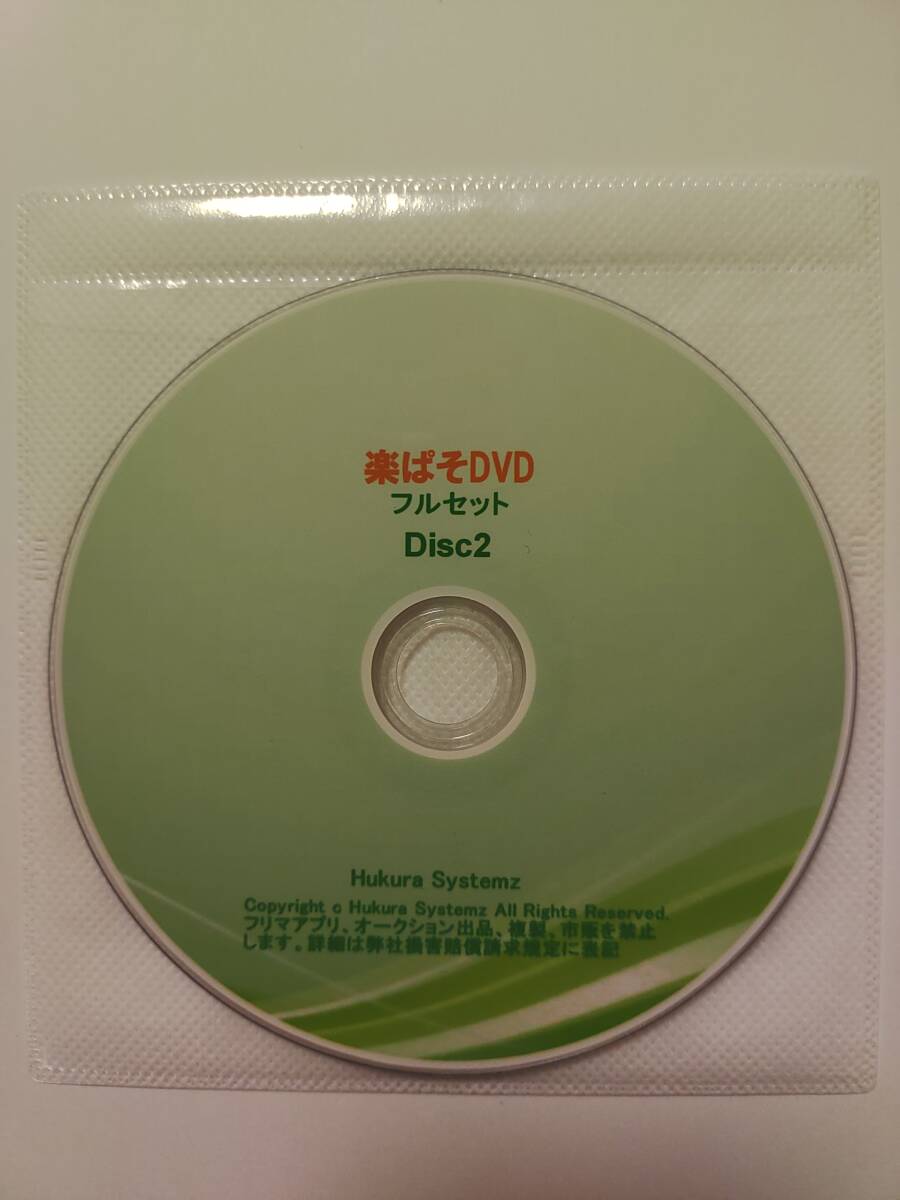 楽ぱそDVD
フルセット
Disc2
Hukura Systemz
Copyright c Hukura Systemz All Rights Reserved.
フリマアプリ、オークション出品、複製、市販を禁止
します。詳細は弊社損害賠償請求規定に表記